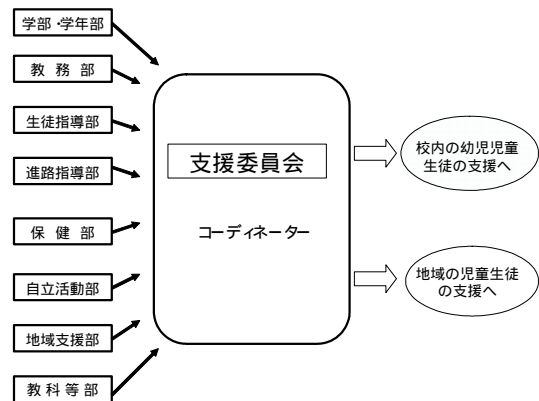 学部・学年部
教務部
生徒指導部
進路指導部
保健部
自立活動部
地域支援部
教科等部
支援委員会
コーディネーター
校内の幼児児童
生徒の支援へ
地域の児童生徒
の支援へ